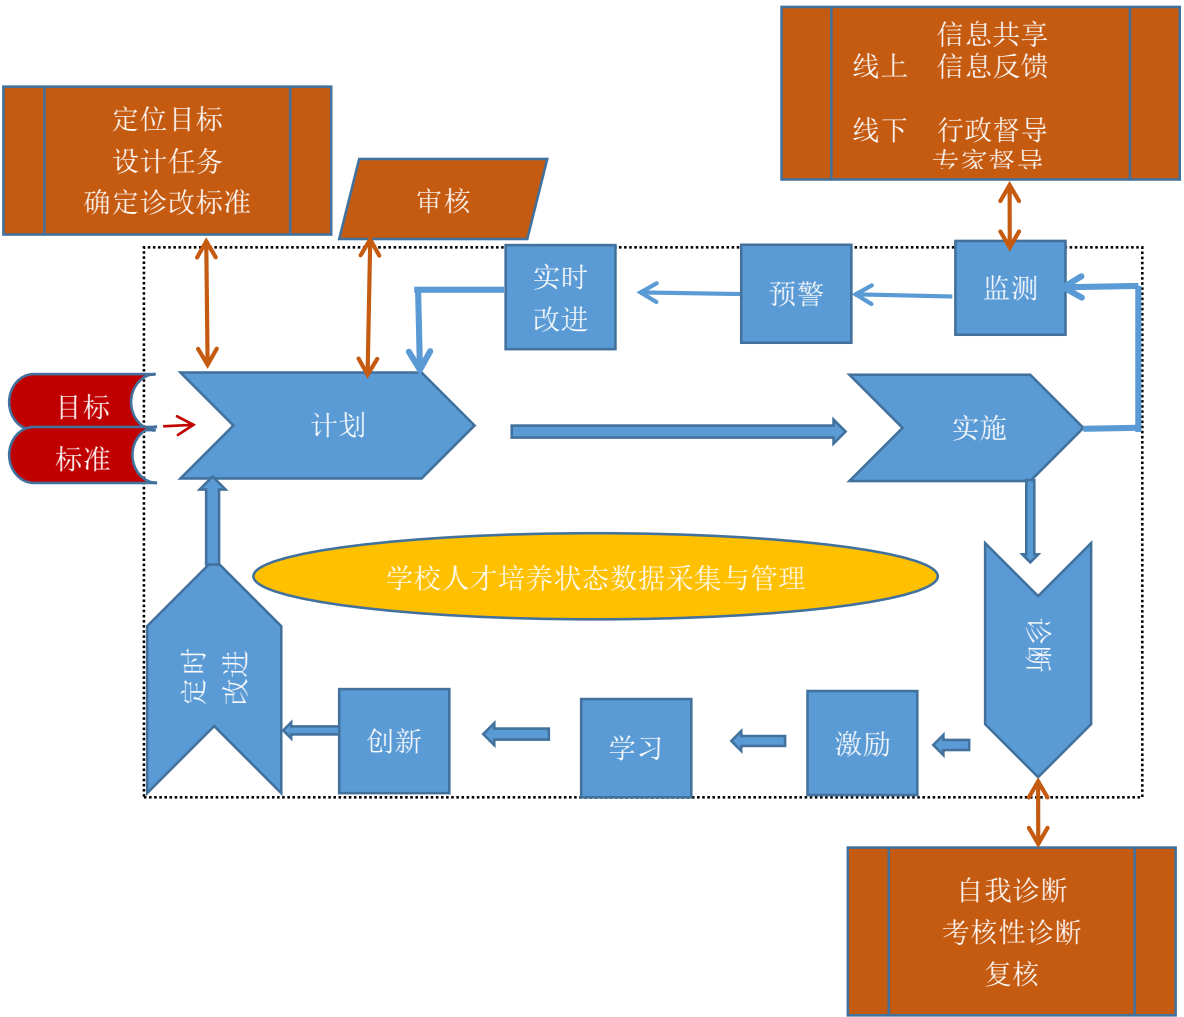 信息共享
线上 信息反馈
线下 行政督导
专家督导
定位目标
设计任务
确定诊改标准
审核
实时
改进
预警
监测
目标
标准
计划
实施
学校人才培养状态数据采集与管理
诊断
定时
改进
创新
学习
激励
自我诊断
考核性诊断
复核